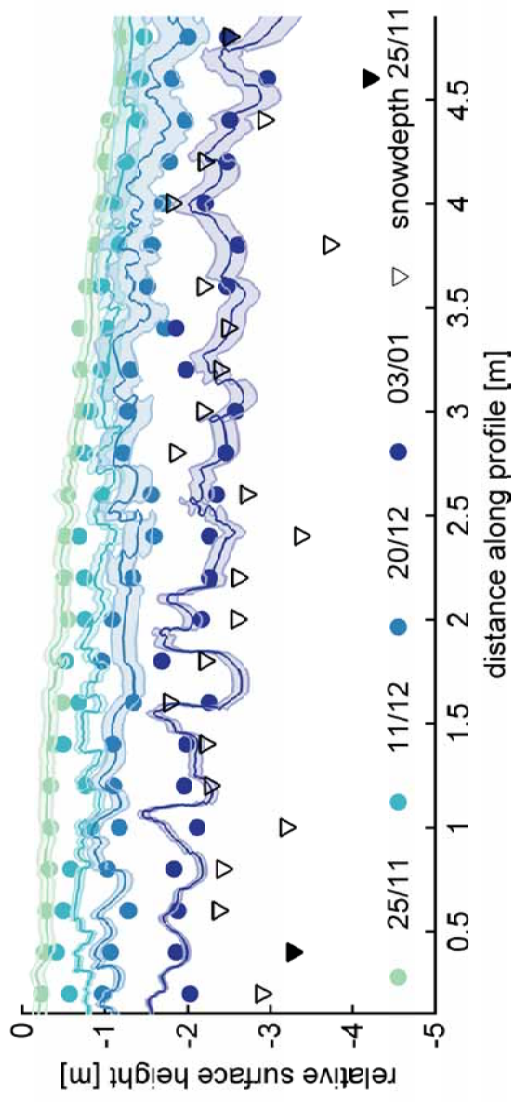 0
-1
-2
-3
-4
-5
relative surface height [m]
25/11 11/12 20/12 03/01 snowdepth 25/11
0.5 1 1.5 2 2.5 3 3.5 4 4.5
distance along profile [m]